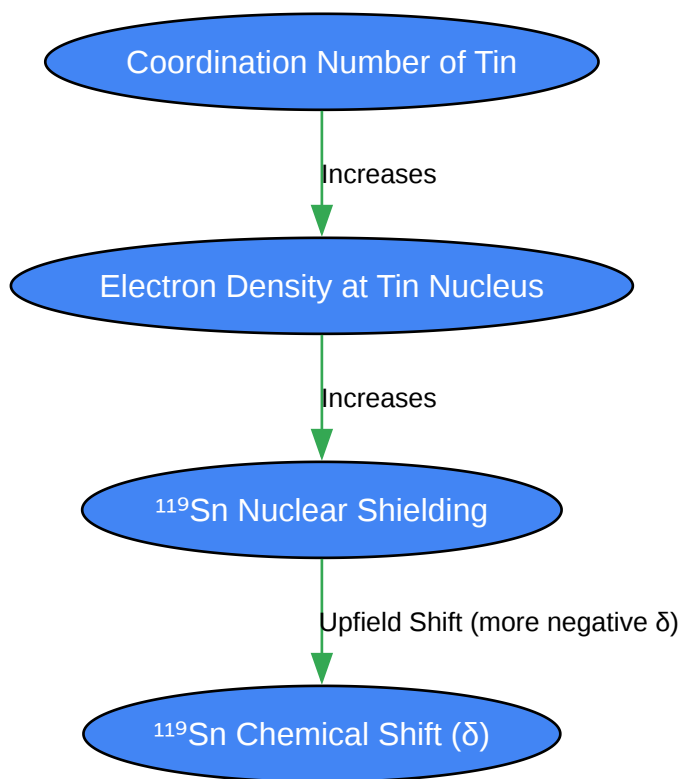 Coordination Number of Tin
Increases
Electron Density at Tin Nucleus
Increases
¹¹⁹Sn Nuclear Shielding
Upfield Shift (more negative δ)
¹¹⁹Sn Chemical Shift (δ)